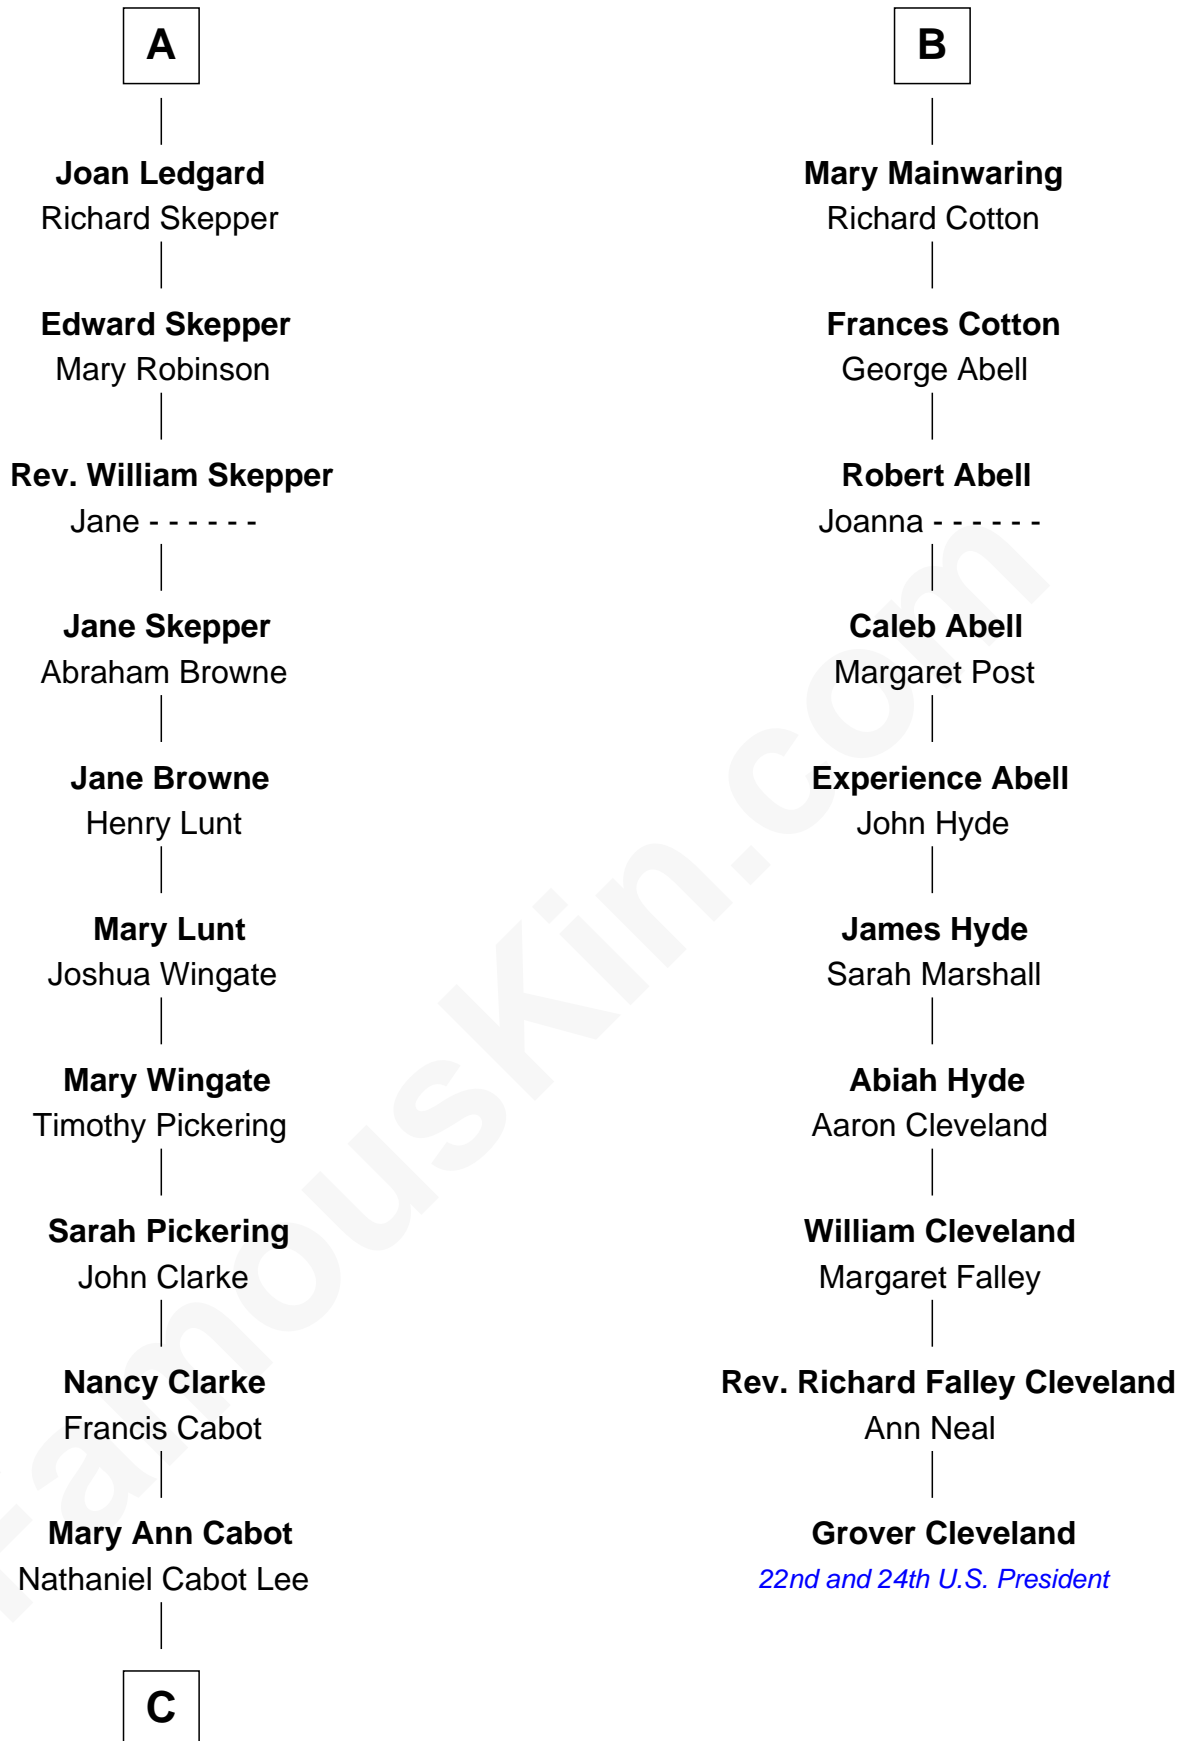 A
Joan Ledgard
Richard Skepper
Edward Skepper
Mary Robinson
Rev. William Skepper
Jane - - - - - -
Jane Skepper
Abraham Browne
Jane Browne
Henry Lunt
Mary Lunt
Joshua Wingate
Mary Wingate
Timothy Pickering
Sarah Pickering
John Clarke
Nancy Clarke
Francis Cabot
Mary Ann Cabot
Nathaniel Cabot Lee
C
B
Mary Mainwaring
Richard Cotton
Frances Cotton
George Abell
Robert Abell
Joanna - - - - - -
Caleb Abell
Margaret Post
Experience Abell
John Hyde
James Hyde
Sarah Marshall
Abiah Hyde
Aaron Cleveland
William Cleveland
Margaret Falley
Rev. Richard Falley Cleveland
Ann Neal
Grover Cleveland
22nd and 24th U.S. President
FamousKin.com